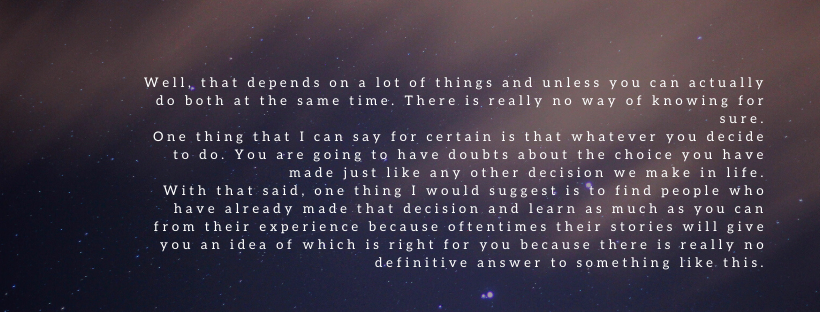 Well, that depends on a lot of things and unless you can actually
do both at the same time. There is really no way of knowing for
sure.
One thing that I can say for certain is that whatever you decide
to do. You are going to have doubts about the choice you have
made just like any other decision we make in life.
With that said, one thing I would suggest is to find people who
have already made that decision and learn as much as you can
from their experience because oftentimes their stories will give
you an idea of which is right for you because there is really no
definitive answer to something like this.